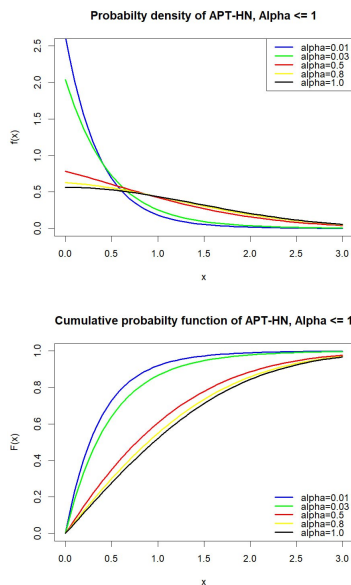 Probabilty density of APT-HN, Alpha <= 1
alpha=0.01
alpha=0.03
alpha=0.5
alpha=0.8
alpha=1.0
f(x)
2.5
2.0
1.5
1.0
0.5
0.0
0.0 0.5 1.0 1.5 2.0 2.5 3.0
x
Cumulative probabilty function of APT-HN, Alpha <= 1
F(x)
1.0
0.8
0.6
0.4
0.2
0.0
alpha=0.01
alpha=0.03
alpha=0.5
alpha=0.8
alpha=1.0
0.0 0.5 1.0 1.5 2.0 2.5 3.0
x